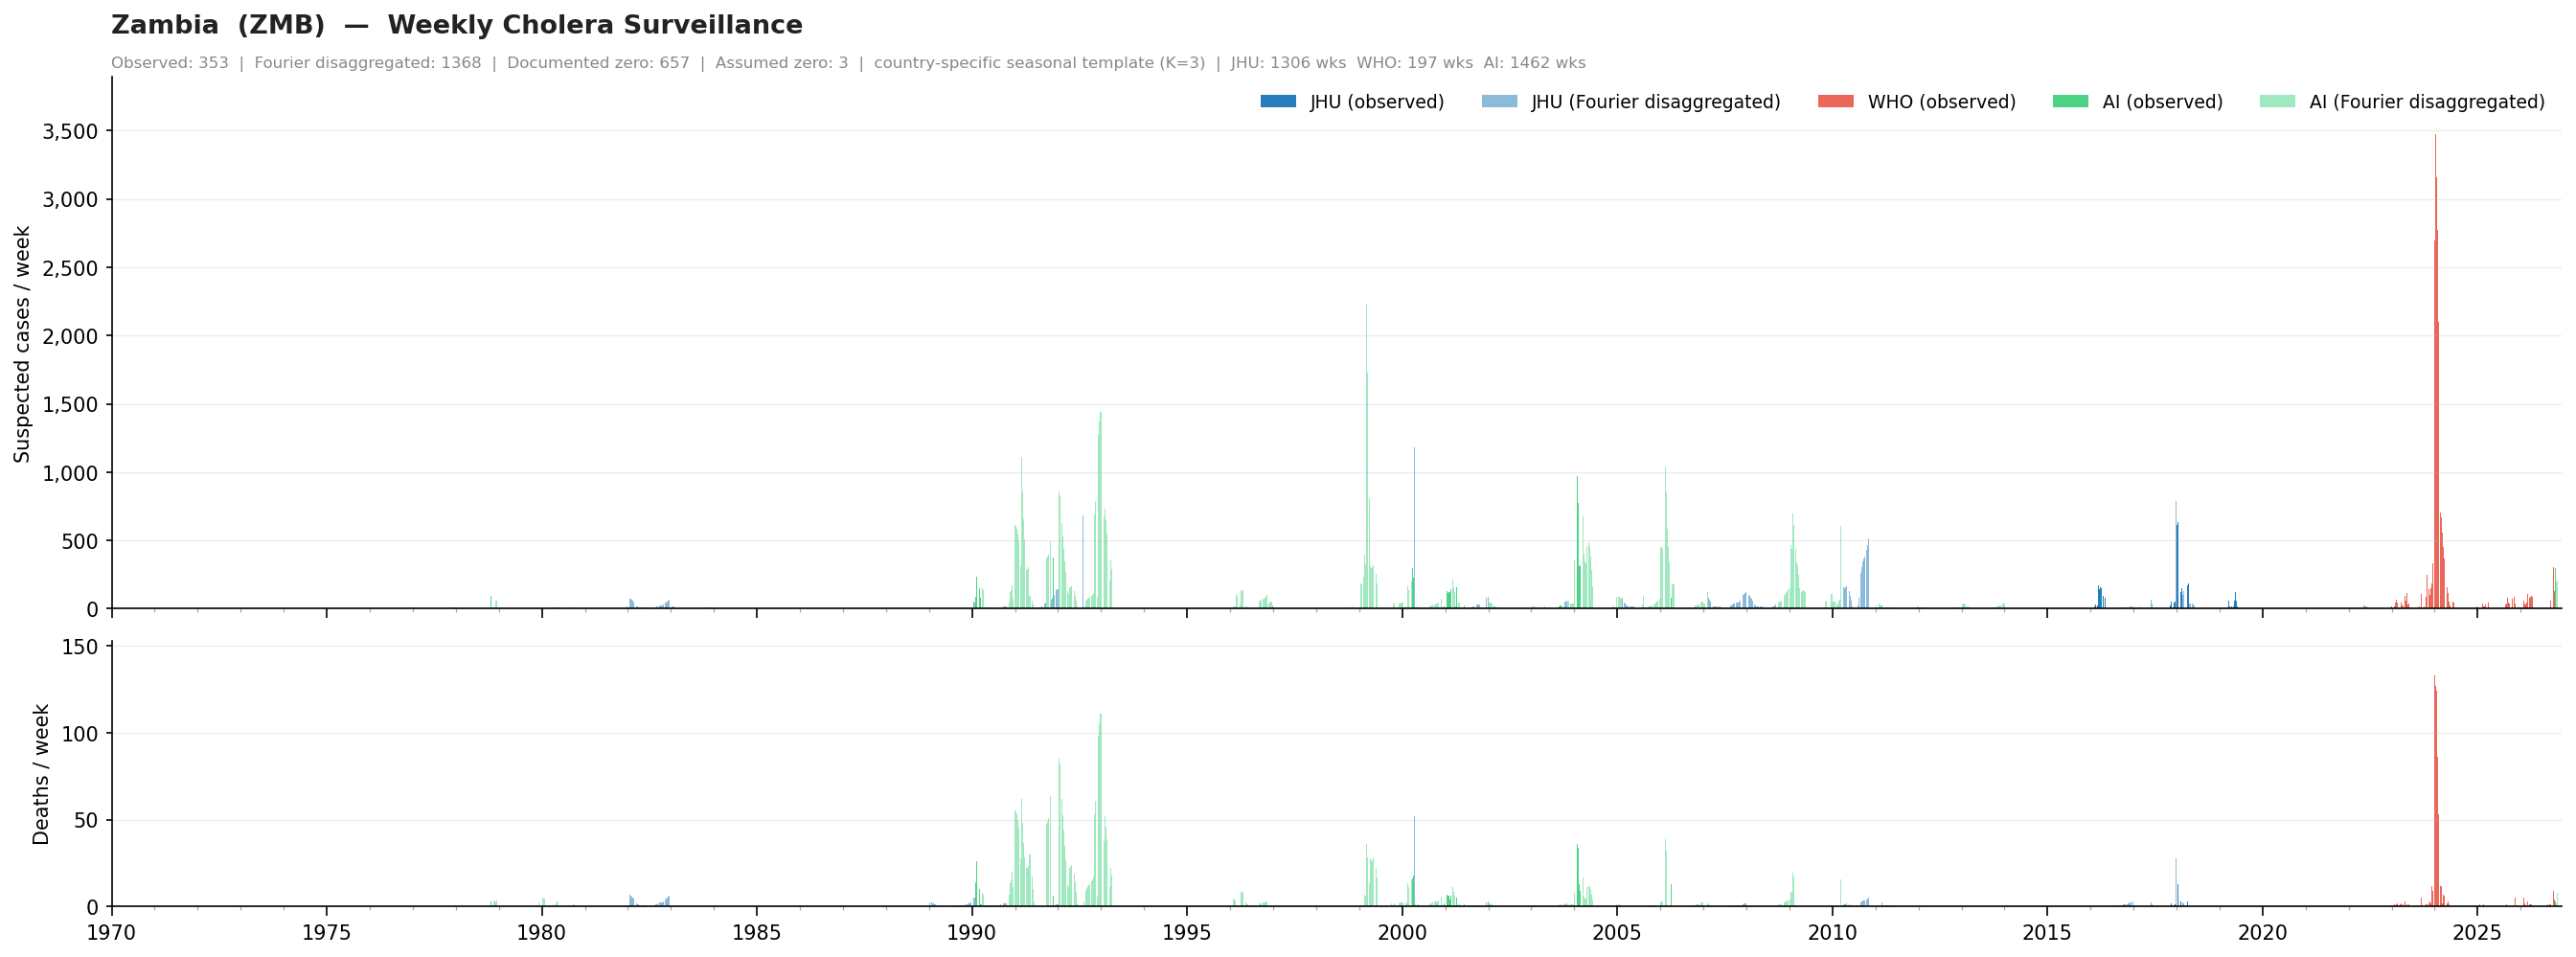 Zambia (ZMB) — Weekly Cholera Surveillance
Observed: 353 | Fourier disaggregated: 1368 | Documented zero: 657 | Assumed zero: 3 | country-specific seasonal template (K=3) | JHU: 1306 wks WHO: 197 wks AI: 1462 wks
JHU (observed) JHU (Fourier disaggregated) WHO (observed) AI (observed) AI (Fourier disaggregated)
Suspected cases / week
3,500
3,000
2,500
2,000
1,500
1,000
500
0
Deaths / week
150
100
50
0
1970 1975 1980 1985 1990 1995 2000 2005 2010 2015 2020 2025